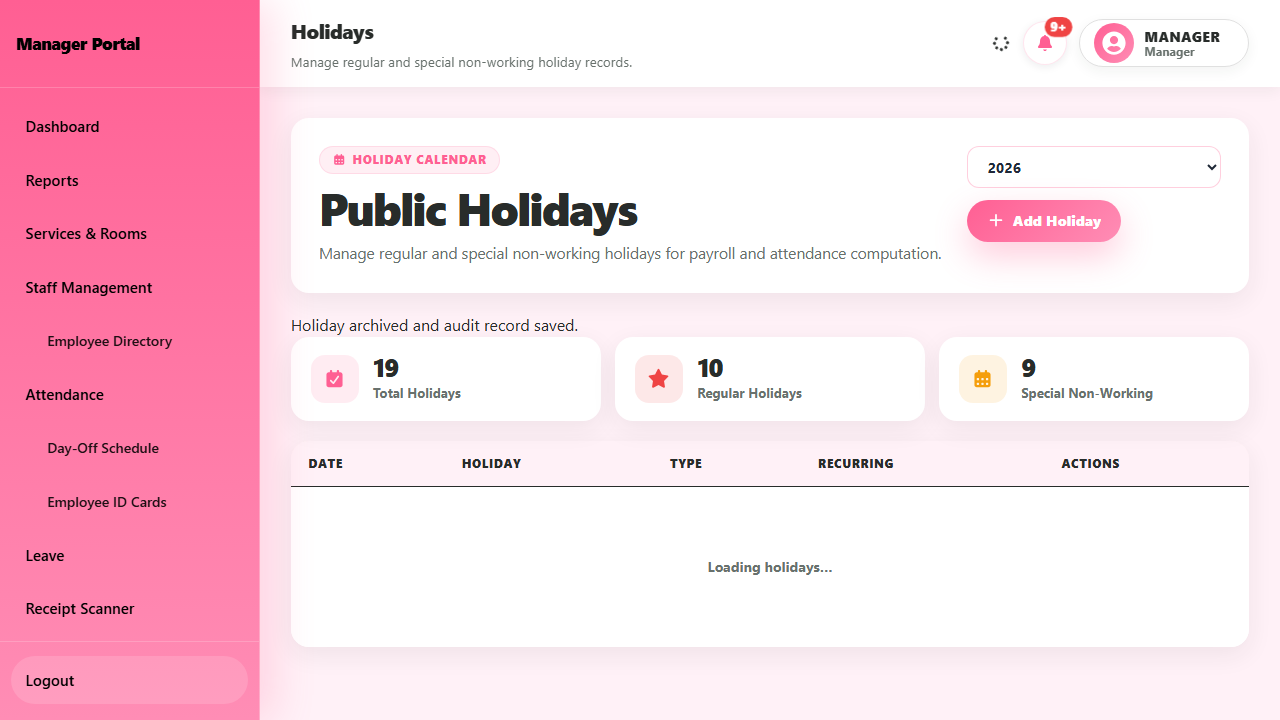 Manager Portal
Dashboard
Reports
Services & Rooms
Staff Management
Employee Directory
Attendance
Day-Off Schedule
Employee ID Cards
Leave
Receipt Scanner
Logout
Holidays
Manage regular and special non-working holiday records.
9+
MANAGER
Manager
HOLIDAY CALENDAR
Public Holidays
Manage regular and special non-working holidays for payroll and attendance computation.
2026
Add Holiday
Holiday archived and audit record saved.
19
Total Holidays
10
Regular Holidays
9
Special Non-Working
DATE HOLIDAY TYPE RECURRING ACTIONS
Loading holidays...